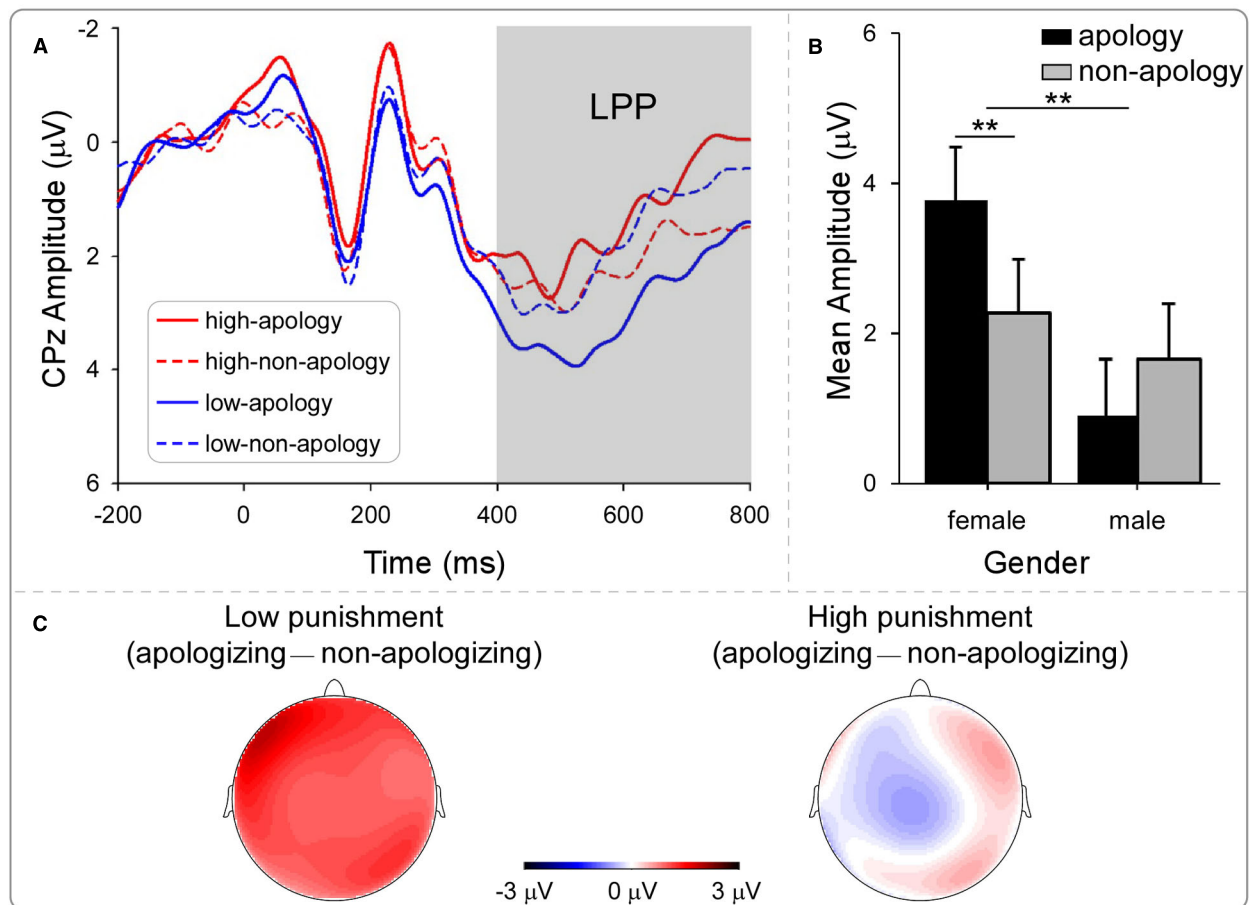 A
-2
0
2
4
6
CPz Amplitude (μV)
LPP
high-apology
high-non-apology
low-apology
low-non-apology
-200
0
200
400
600
800
Time (ms)
B
apology
non-apology
**
**
6
4
2
0
Mean Amplitude (μV)
female
male
Gender
C
Low punishment
(apologizing — non-apologizing)
High punishment
(apologizing — non-apologizing)
-3 μV
0 μV
3 μV